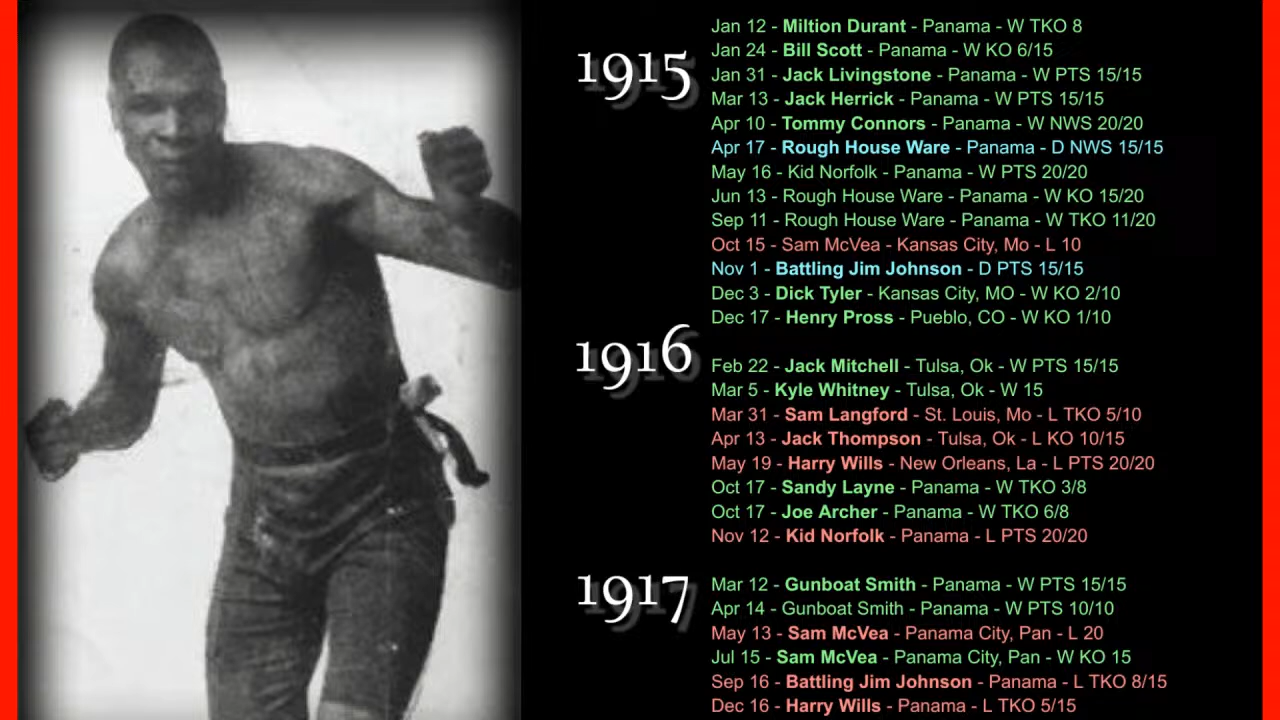 1915
Jan 12 - Miltion Durant - Panama - W TKO 8
Jan 24 - Bill Scott - Panama - W KO 6/15
Jan 31 - Jack Livingstone - Panama - W PTS 15/15
Mar 13 - Jack Herrick - Panama - W PTS 15/15
Apr 10 - Tommy Connors - Panama - W NWS 20/20
Apr 17 - Rough House Ware - Panama - D NWS 15/15
May 16 - Kid Norfolk - Panama - W PTS 20/20
Jun 13 - Rough House Ware - Panama - W KO 15/20
Sep 11 - Rough House Ware - Panama - W TKO 11/20
Oct 15 - Sam McVea - Kansas City, Mo - L 10
Nov 1 - Battling Jim Johnson - D PTS 15/15
Dec 3 - Dick Tyler - Kansas City, MO - W KO 2/10
Dec 17 - Henry Pross - Pueblo, CO - W KO 1/10
1916
Feb 22 - Jack Mitchell - Tulsa, Ok - W PTS 15/15
Mar 5 - Kyle Whitney - Tulsa, Ok - W 15
Mar 31 - Sam Langford - St. Louis, Mo - L TKO 5/10
Apr 13 - Jack Thompson - Tulsa, Ok - L KO 10/15
May 19 - Harry Wills - New Orleans, La - L PTS 20/20
Oct 17 - Sandy Layne - Panama - W TKO 3/8
Oct 17 - Joe Archer - Panama - W TKO 6/8
Nov 12 - Kid Norfolk - Panama - L PTS 20/20
1917
Mar 12 - Gunboat Smith - Panama - W PTS 15/15
Apr 14 - Gunboat Smith - Panama - W PTS 10/10
May 13 - Sam McVea - Panama City, Pan - L 20
Jul 15 - Sam McVea - Panama City, Pan - W KO 15
Sep 16 - Battling Jim Johnson - Panama - L TKO 8/15
Dec 16 - Harry Wills - Panama - L TKO 5/15